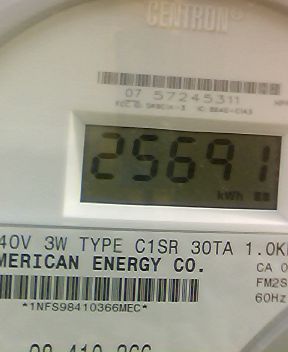 CENTRON®
07 57245311
25691
kWh
40V 3W TYPE C1SR 30TA 1.0K
MERICAN ENERGY CO.
CA 0
FM2S
60Hz
*1NFS98410366MEC*